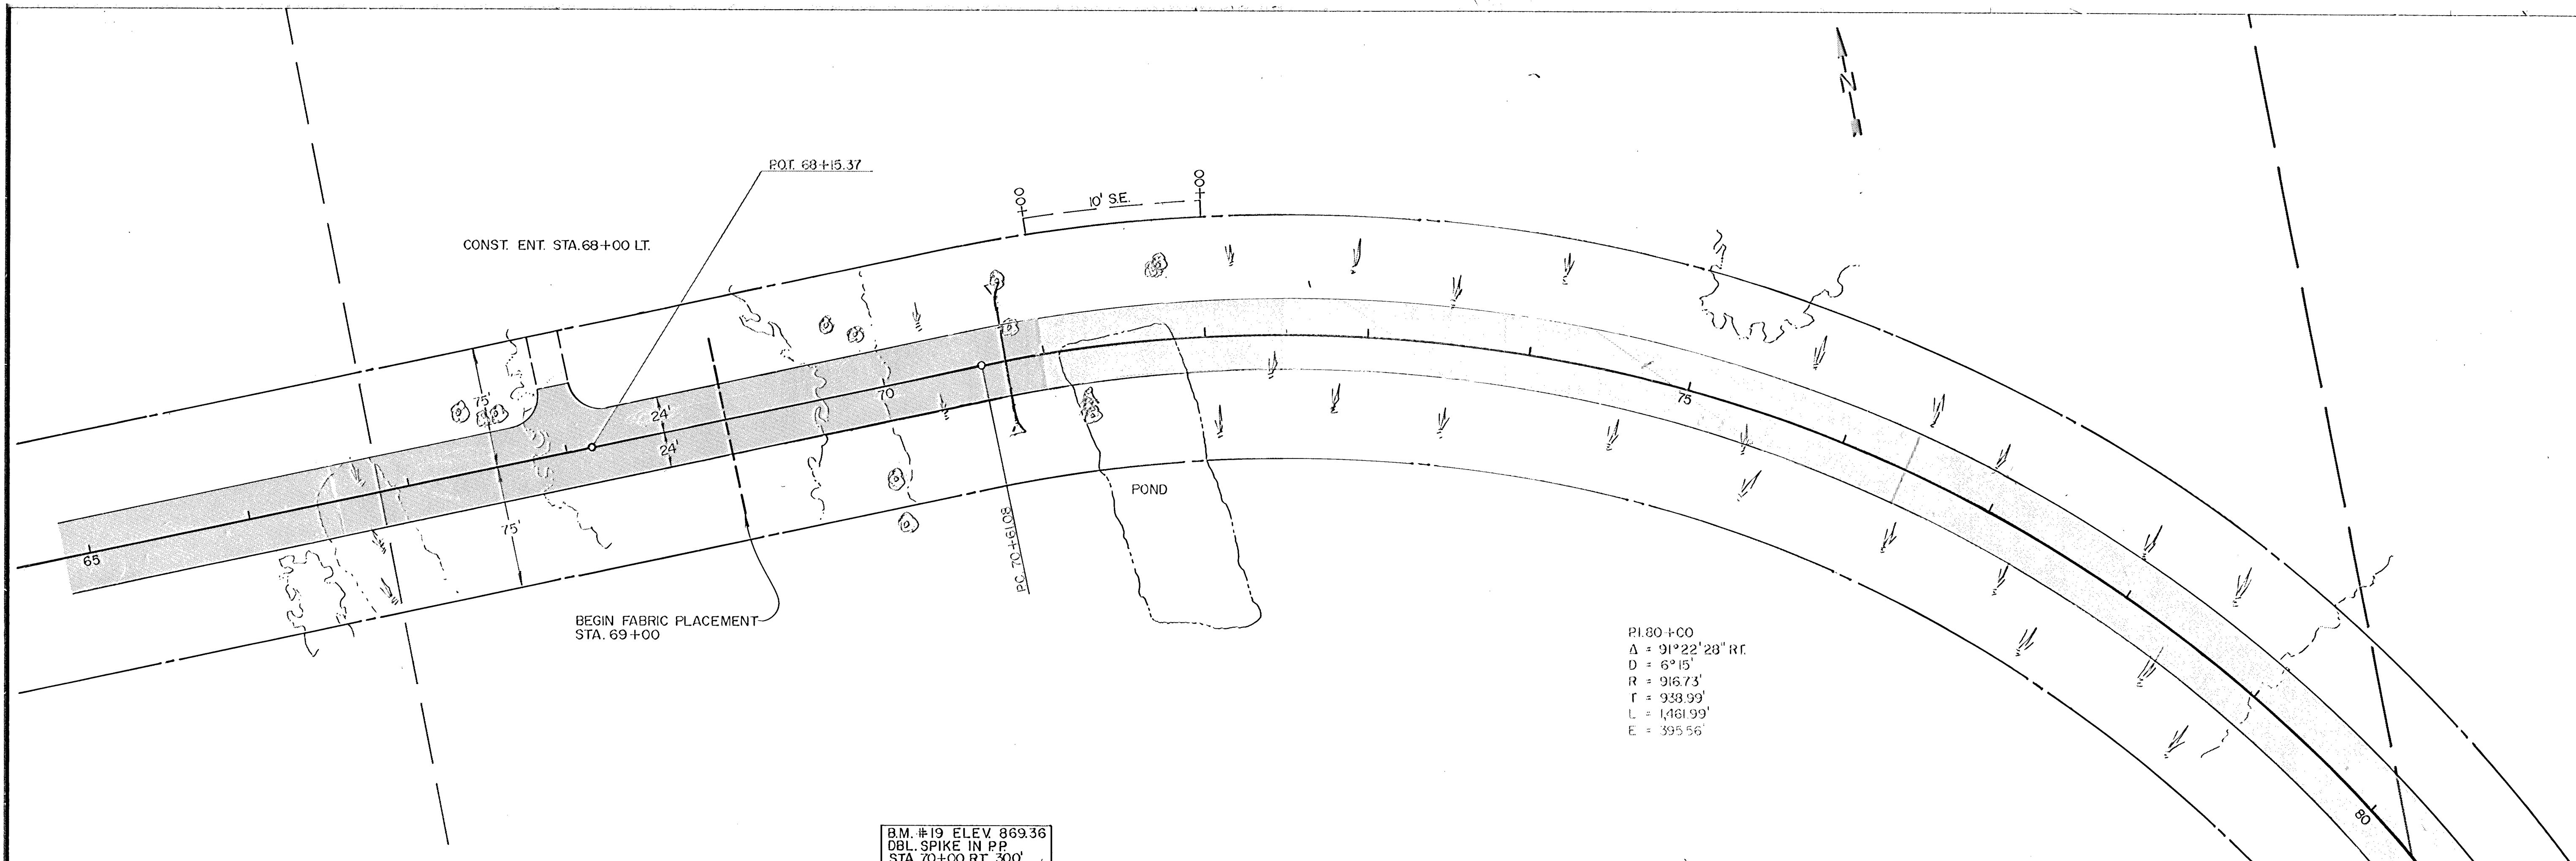 N
P.O.T. 68+15.37
00+
00+
10' S.E.
CONST. ENT. STA. 68+00 LT.
75'
24'
24'
70
75
65
75'
POND
P.C. 70+61.08
BEGIN FABRIC PLACEMENT
STA. 69+00
P.I. 80+00
Δ = 91°22'28" RT.
D = 6°15'
R = 916.73'
T = 938.99'
L = 1,461.99'
E = 395.56'
80
B.M. #19 ELEV. 869.36
DBL. SPIKE IN P.P.
STA. 70+00 RT. 300'